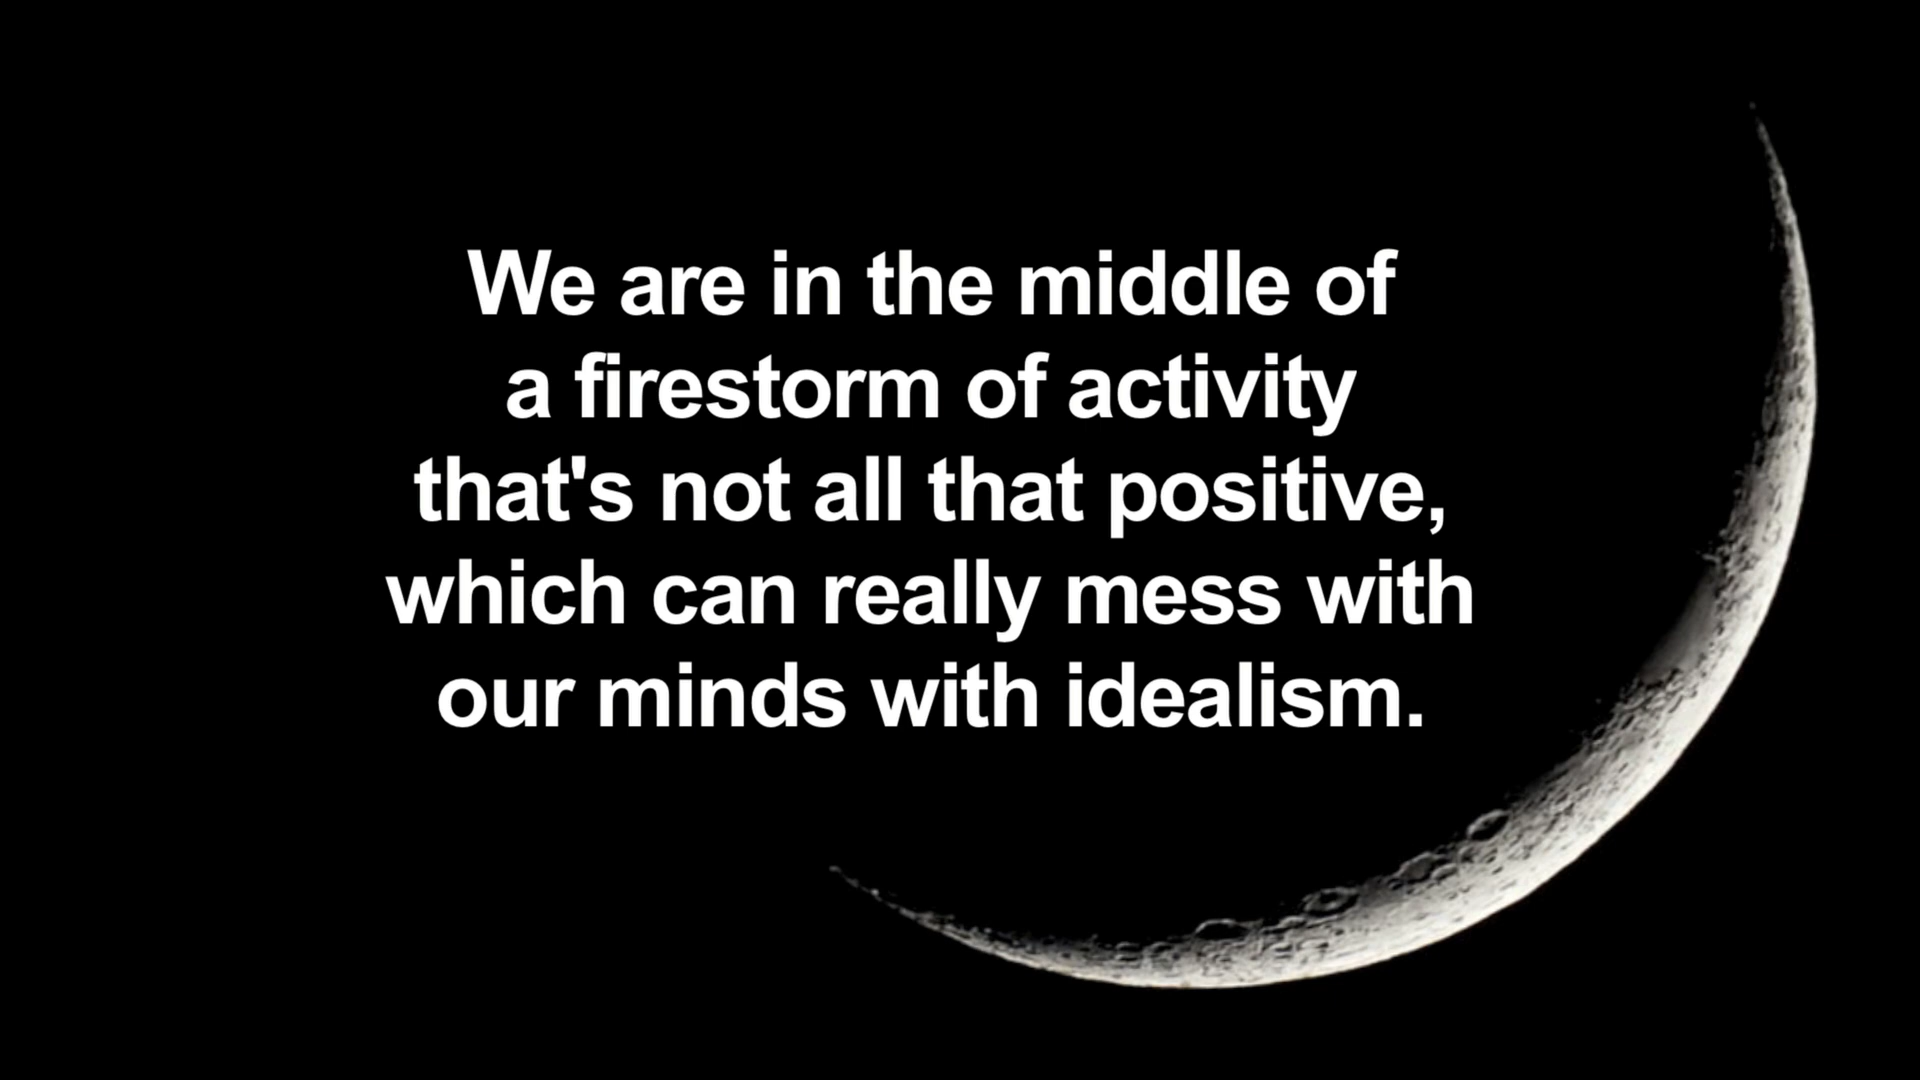 We are in the middle of
a firestorm of activity
that's not all that positive,
which can really mess with
our minds with idealism.